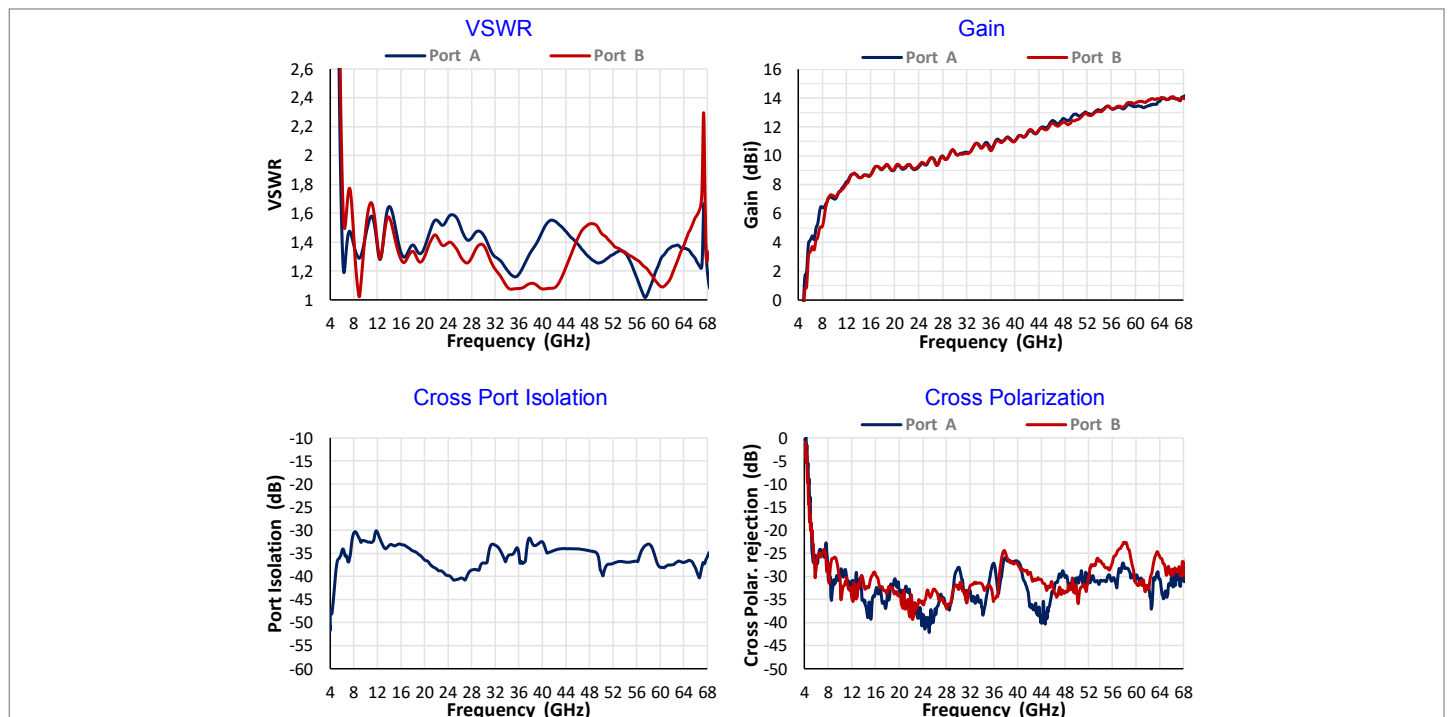 VSWR
Port A Port B
2,6
2,4
2,2
2
1,8
1,6
1,4
1,2
1
VSWR
4 8 12 16 20 24 28 32 36 40 44 48 52 56 60 64 68
Frequency (GHz)
Gain
Port A Port B
16
14
12
10
8
6
4
2
0
Gain (dBi)
4 8 12 16 20 24 28 32 36 40 44 48 52 56 60 64 68
Frequency (GHz)
Cross Port Isolation
-10
-15
-20
-25
-30
-35
-40
-45
-50
-55
-60
Port Isolation (dB)
4 8 12 16 20 24 28 32 36 40 44 48 52 56 60 64 68
Frequency (GHz)
Cross Polarization
Port A Port B
0
-5
-10
-15
-20
-25
-30
-35
-40
-45
-50
Cross Polar. rejection (dB)
4 8 12 16 20 24 28 32 36 40 44 48 52 56 60 64 68
Frequency (GHz)